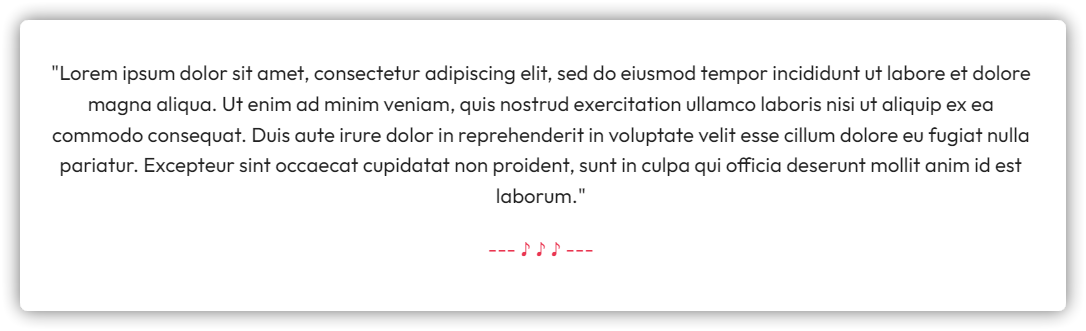 "Lorem ipsum dolor sit amet, consectetur adipiscing elit, sed do eiusmod tempor incididunt ut labore et dolore
magna aliqua. Ut enim ad minim veniam, quis nostrud exercitation ullamco laboris nisi ut aliquip ex ea
commodo consequat. Duis aute irure dolor in reprehenderit in voluptate velit esse cillum dolore eu fugiat nulla
pariatur. Excepteur sint occaecat cupidatat non proident, sunt in culpa qui officia deserunt mollit anim id est
laborum."
--- ♪ ♪ ♪ ---